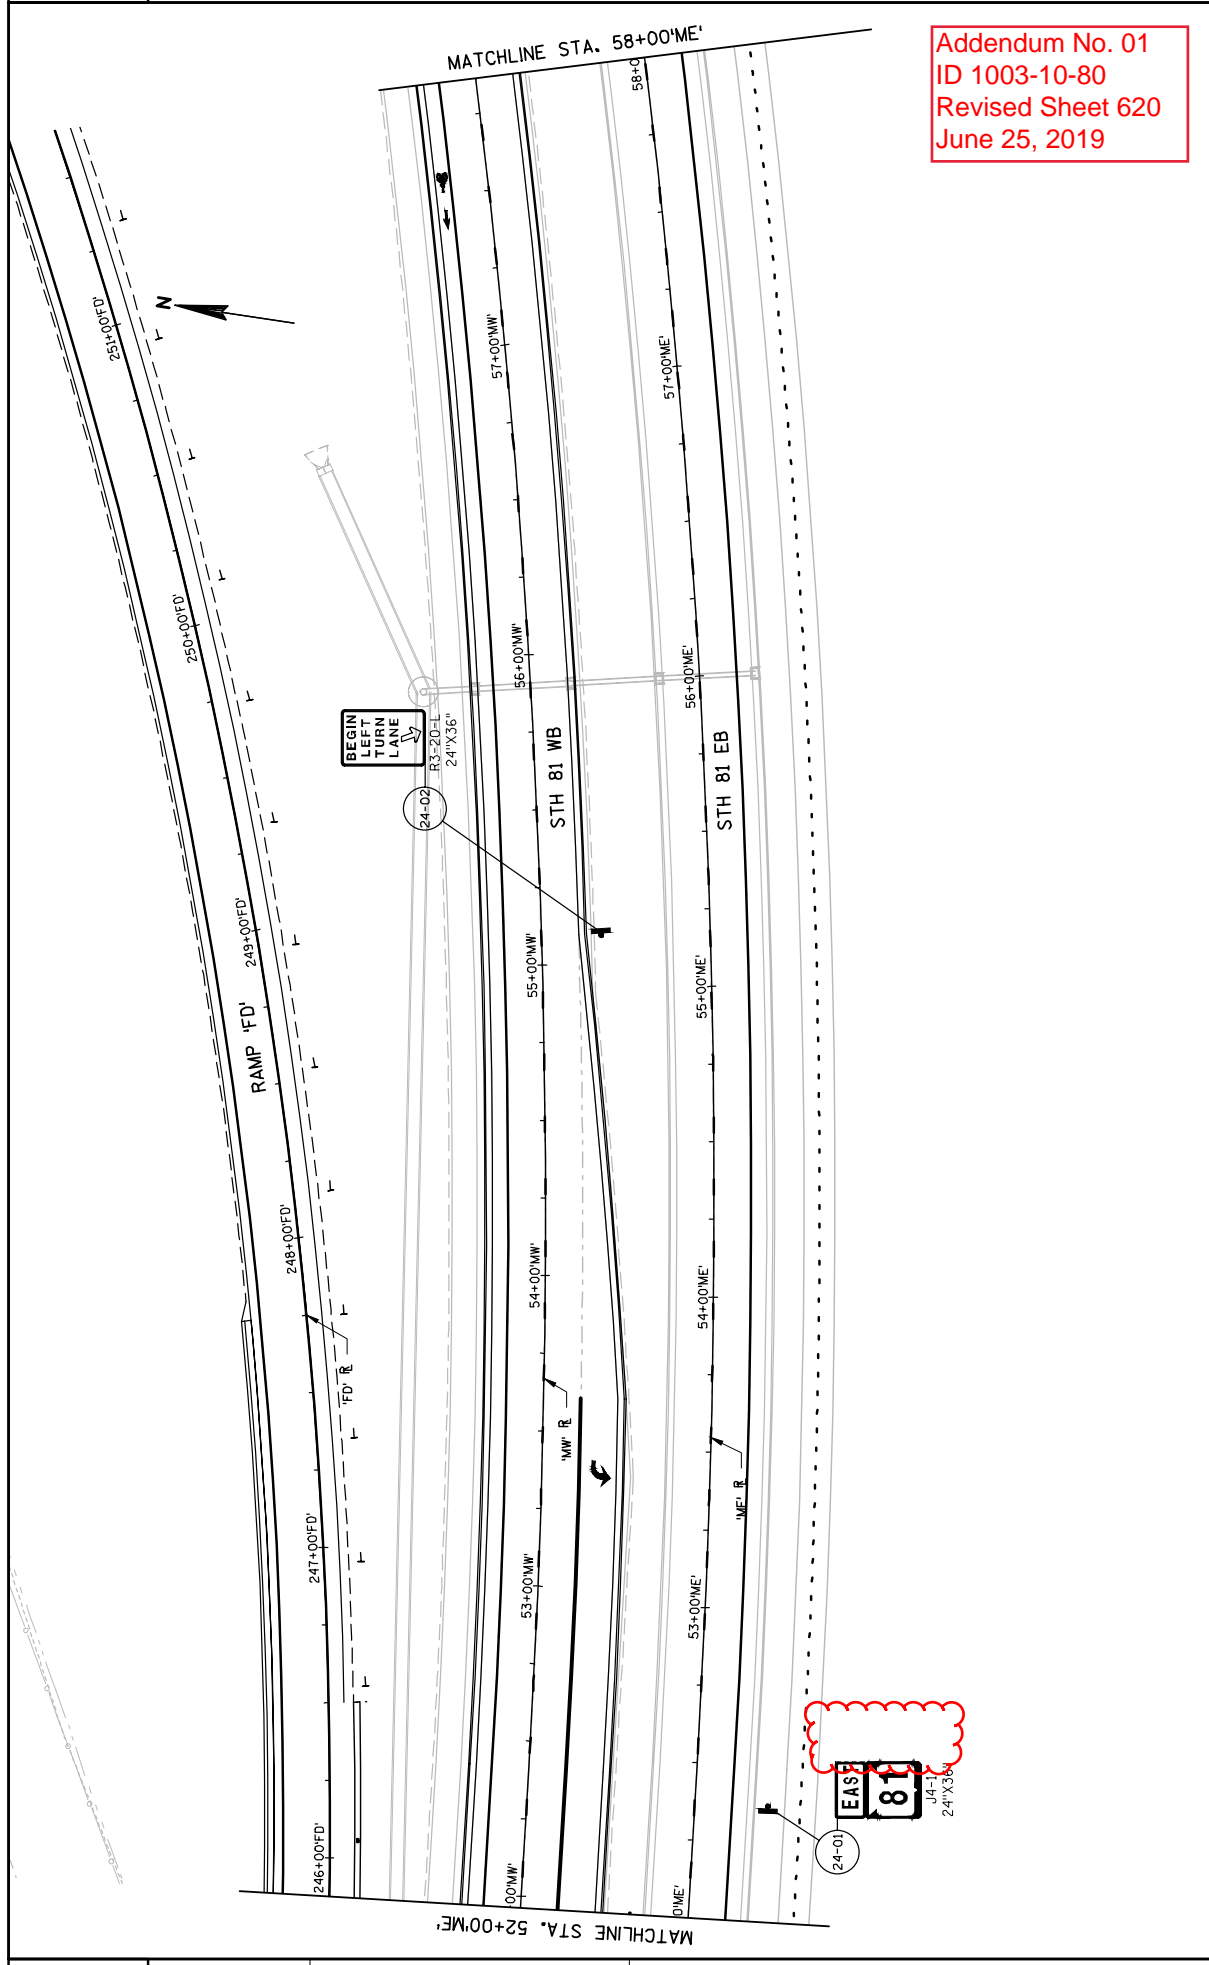 Addendum No. 01
ID 1003-10-80
Revised Sheet 620
June 25, 2019
MATCHLINE STA. 58+00'ME'
58+0
N
251+00'FD'
250+00'FD'
249+00'FD'
RAMP 'FD'
248+00'FD'
'FD' R
247+00'FD'
246+00'FD'
57+00'MW'
56+00'MW'
STH 81 WB
55+00'MW'
54+00'MW'
'MW' R
53+00'MW'
00'MW'
57+00'ME'
56+00'ME'
STH 81 EB
55+00'ME'
54+00'ME'
'ME' R
53+00'ME'
0'ME'
BEGIN
LEFT
TURN
LANE
R3-20-L
24"X36"
24-02
EAST
81
J4-1
24"X36"
24-01
MATCHLINE STA. 52+00'ME'